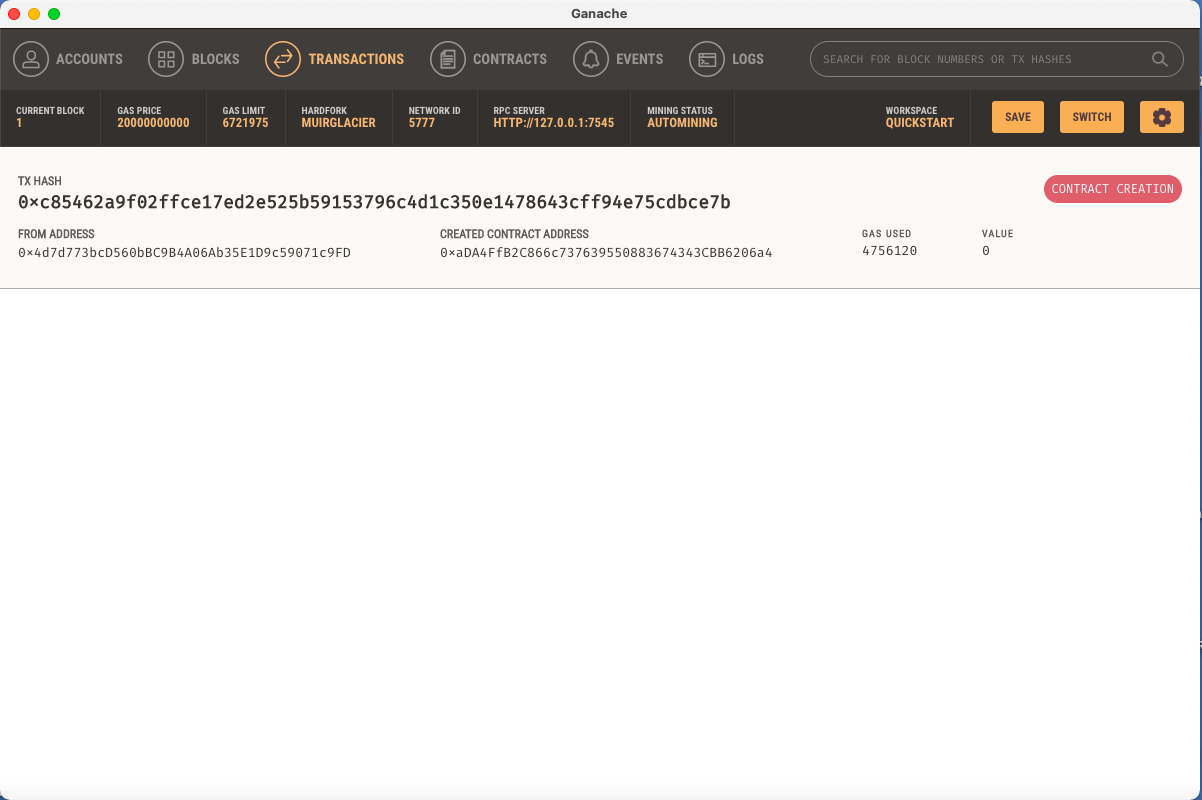 Ganache
ACCOUNTS BLOCKS TRANSACTIONS CONTRACTS EVENTS LOGS SEARCH FOR BLOCK NUMBERS OR TX HASHES
CURRENT BLOCK GAS PRICE GAS LIMIT HARDFORK NETWORK ID RPC SERVER MINING STATUS WORKSPACE
1 20000000000 6721975 MUIRGLACIER 5777 HTTP://127.0.0.1:7545 AUTOMINING QUICKSTART SAVE SWITCH
TX HASH
0×c85462a9f02ffce17ed2e525b59153796c4d1c350e1478643cff94e75cdbce7b CONTRACT CREATION
FROM ADDRESS CREATED CONTRACT ADDRESS GAS USED VALUE
0×4d7d773bcD560bBC9B4A06Ab35E1D9c59071c9FD 0×aDA4FfB2C866c737639550883674343CBB6206a4 4756120 0